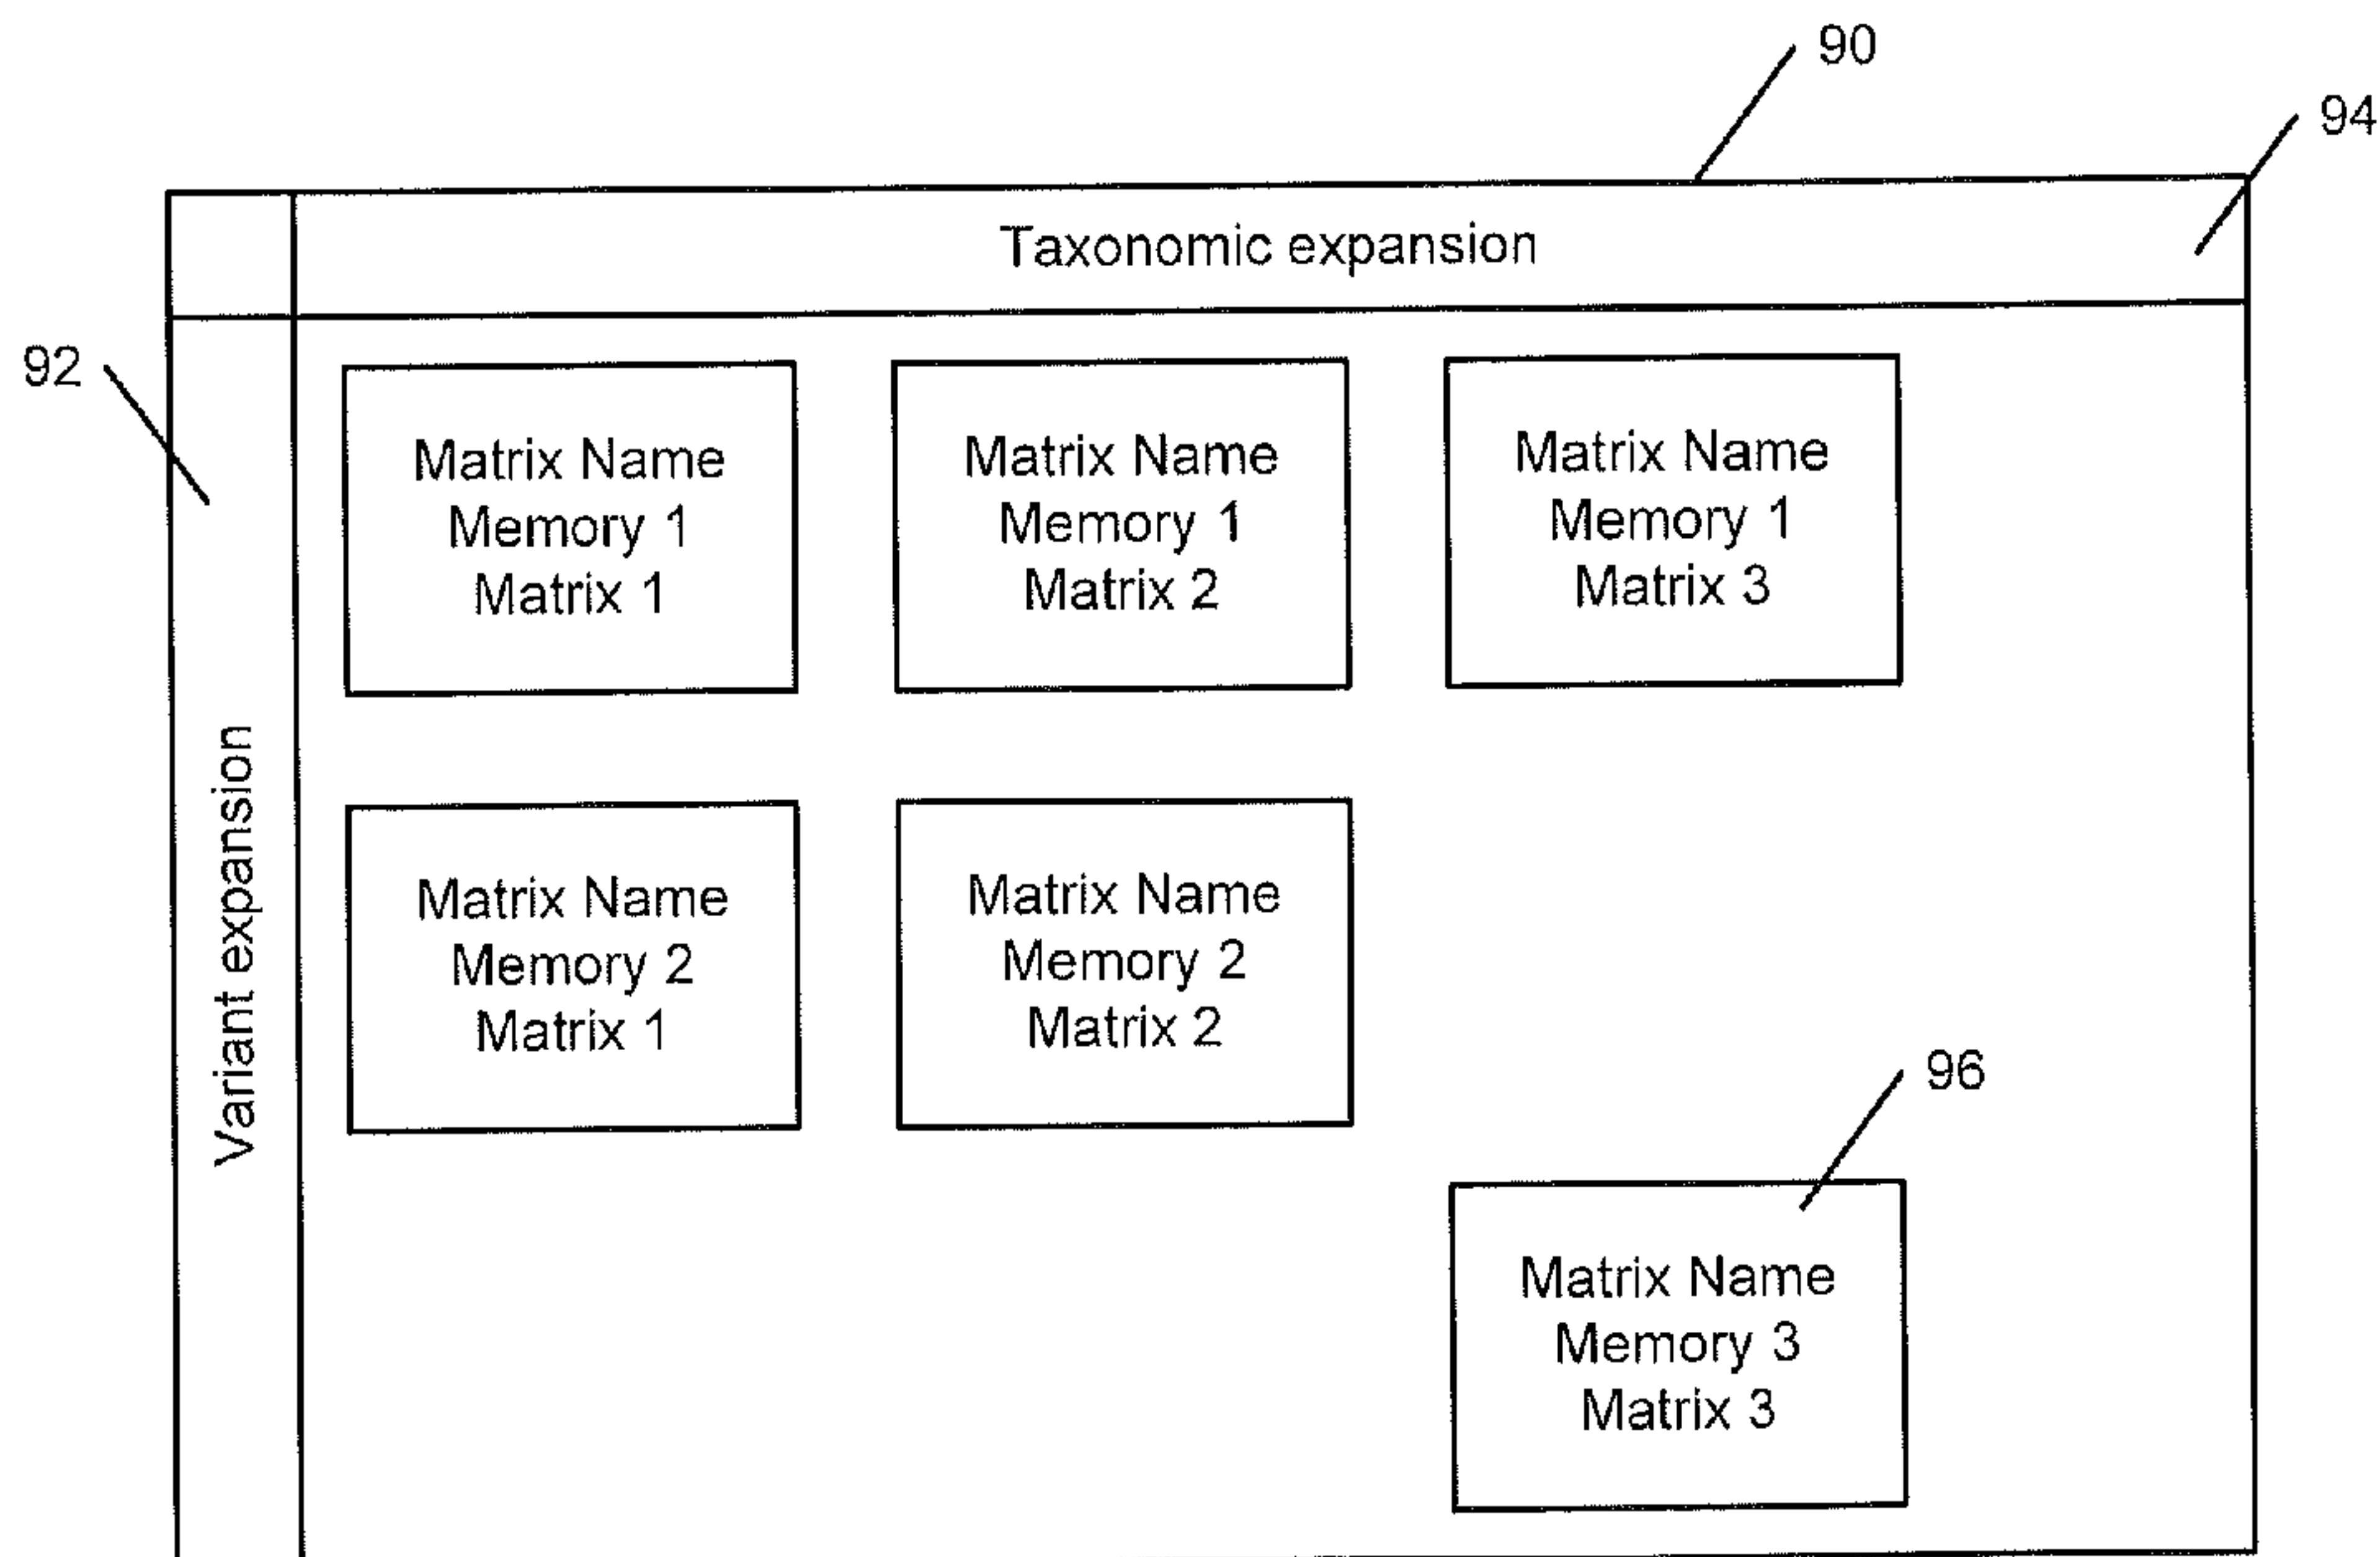 90
94
Taxonomic expansion
92
Matrix Name
Memory 1
Matrix 1
Matrix Name
Memory 1
Matrix 2
Matrix Name
Memory 1
Matrix 3
Variant expansion
Matrix Name
Memory 2
Matrix 1
Matrix Name
Memory 2
Matrix 2
96
Matrix Name
Memory 3
Matrix 3